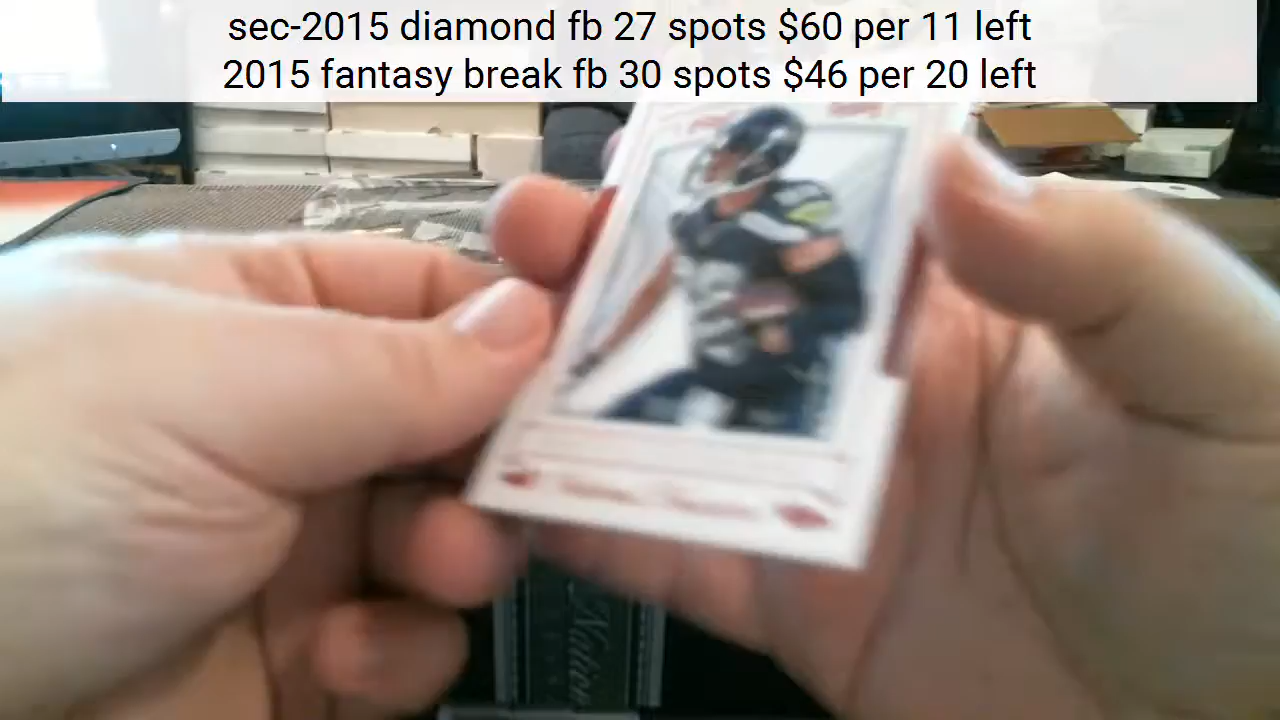 sec-2015 diamond fb 27 spots $60 per 11 left
2015 fantasy break fb 30 spots $46 per 20 left
Nation